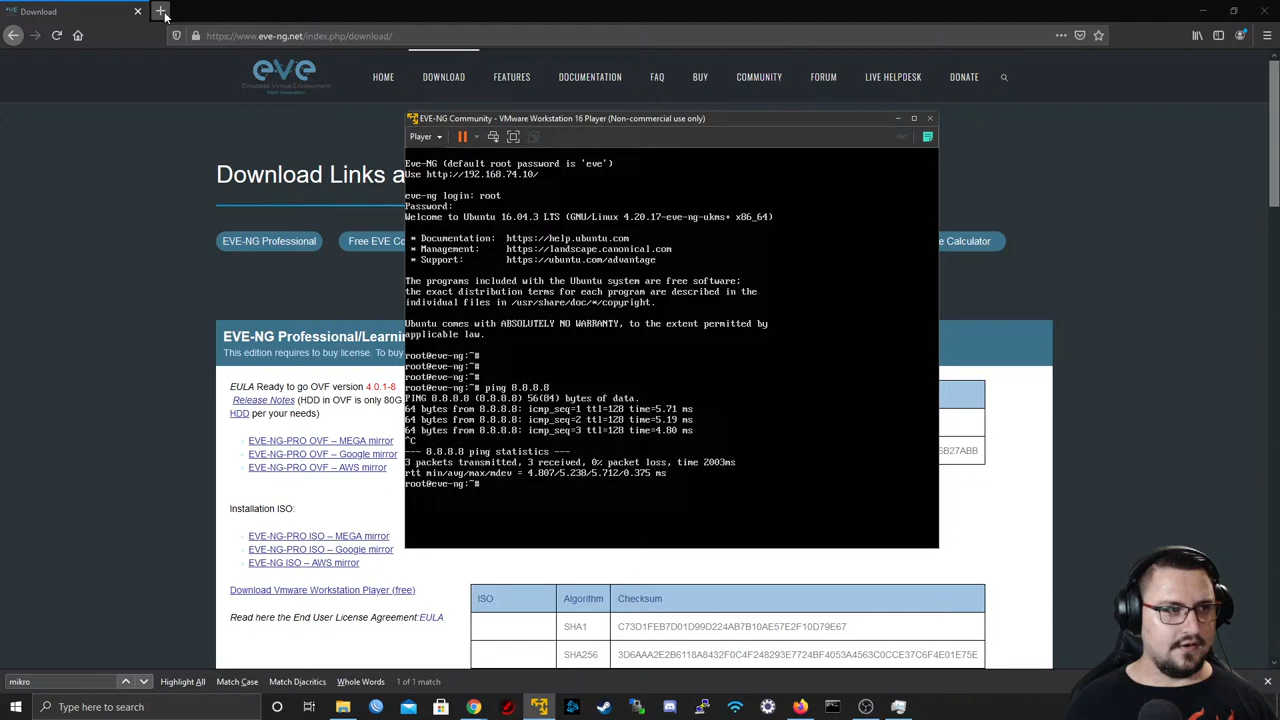 Download
https://www.eve-ng.net/index.php/download/
eve
Emulated Virtual Environment
Next Generation
HOME
DOWNLOAD
FEATURES
DOCUMENTATION
FAQ
BUY
COMMUNITY
FORUM
LIVE HELPDESK
DONATE
Download Links a
EVE-NG Professional
Free EVE Co
e Calculator
EVE-NG Professional/Learnin
This edition requires to buy license. To buy
EULA Ready to go OVF version 4.0.1-8
Release Notes (HDD in OVF is only 80G
HDD per your needs)
EVE-NG-PRO OVF – MEGA mirror
EVE-NG-PRO OVF – Google mirror
EVE-NG-PRO OVF – AWS mirror
6B27ABB
Installation ISO:
EVE-NG-PRO ISO – MEGA mirror
EVE-NG-PRO ISO – Google mirror
EVE-NG ISO – AWS mirror
Download Vmware Workstation Player (free)
Read here the End User License Agreement:EULA
ISO
Algorithm
Checksum
SHA1
C73D1FEB7D01D99D224AB7B10AE57E2F10D79E67
SHA256
3D6AAA2E2B6118A8432F0C4F248293E7724BF4053A4563C0CCE37C6F4E01E75E
EVE-NG Community - VMware Workstation 16 Player (Non-commercial use only)
Player
Eve-NG (default root password is 'eve')
Use http://192.168.74.10/
eve-ng login: root
Password:
Welcome to Ubuntu 16.04.3 LTS (GNU/Linux 4.20.17-eve-ng-ukms+ x86_64)
* Documentation: https://help.ubuntu.com
* Management: https://landscape.canonical.com
* Support: https://ubuntu.com/advantage
The programs included with the Ubuntu system are free software;
the exact distribution terms for each program are described in the
individual files in /usr/share/doc/*/copyright.
Ubuntu comes with ABSOLUTELY NO WARRANTY, to the extent permitted by
applicable law.
root@eve-ng:~#
root@eve-ng:~#
root@eve-ng:~#
root@eve-ng:~# ping 8.8.8.8
PING 8.8.8.8 (8.8.8.8) 56(84) bytes of data.
64 bytes from 8.8.8.8: icmp_seq=1 ttl=128 time=5.71 ms
64 bytes from 8.8.8.8: icmp_seq=2 ttl=128 time=5.19 ms
64 bytes from 8.8.8.8: icmp_seq=3 ttl=128 time=4.80 ms
^C
--- 8.8.8.8 ping statistics ---
3 packets transmitted, 3 received, 0% packet loss, time 2003ms
rtt min/avg/max/mdev = 4.807/5.238/5.712/0.375 ms
root@eve-ng:~#
mikro
Highlight All
Match Case
Match Diacritics
Whole Words
1 of 1 match
Type here to search